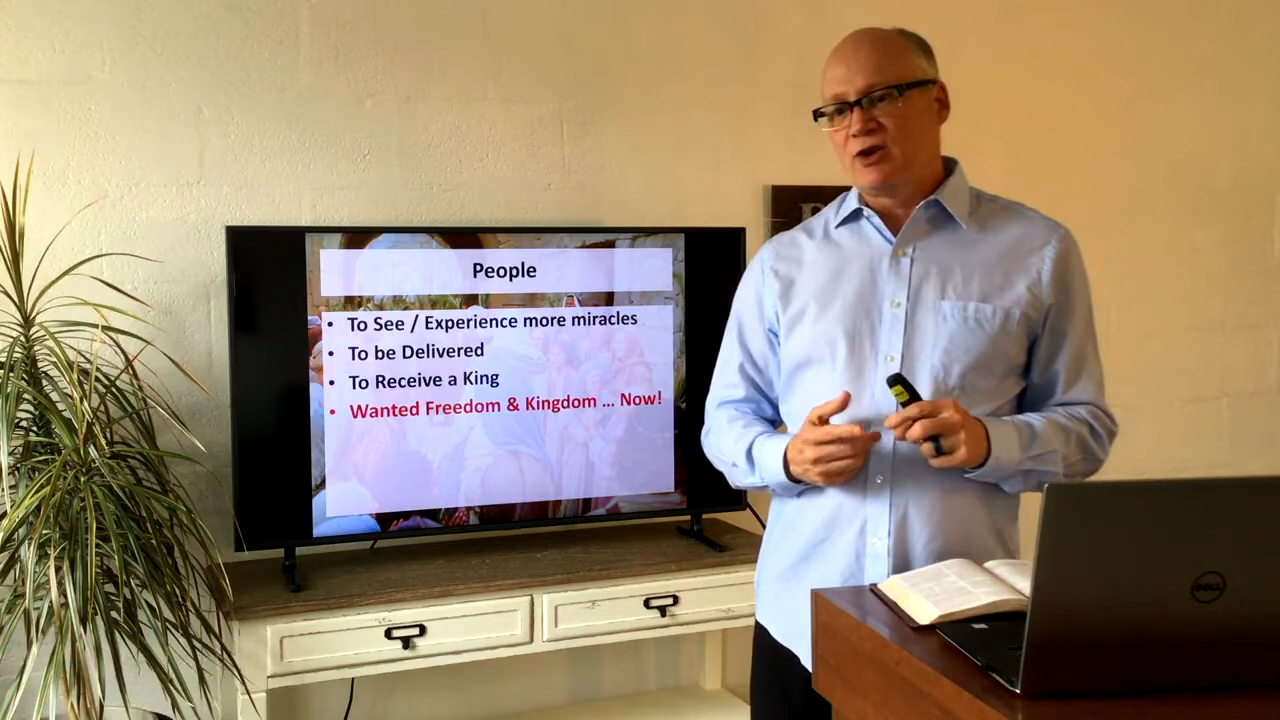 People
• To See / Experience more miracles
• To be Delivered
• To Receive a King
• Wanted Freedom & Kingdom ... Now!
DELL